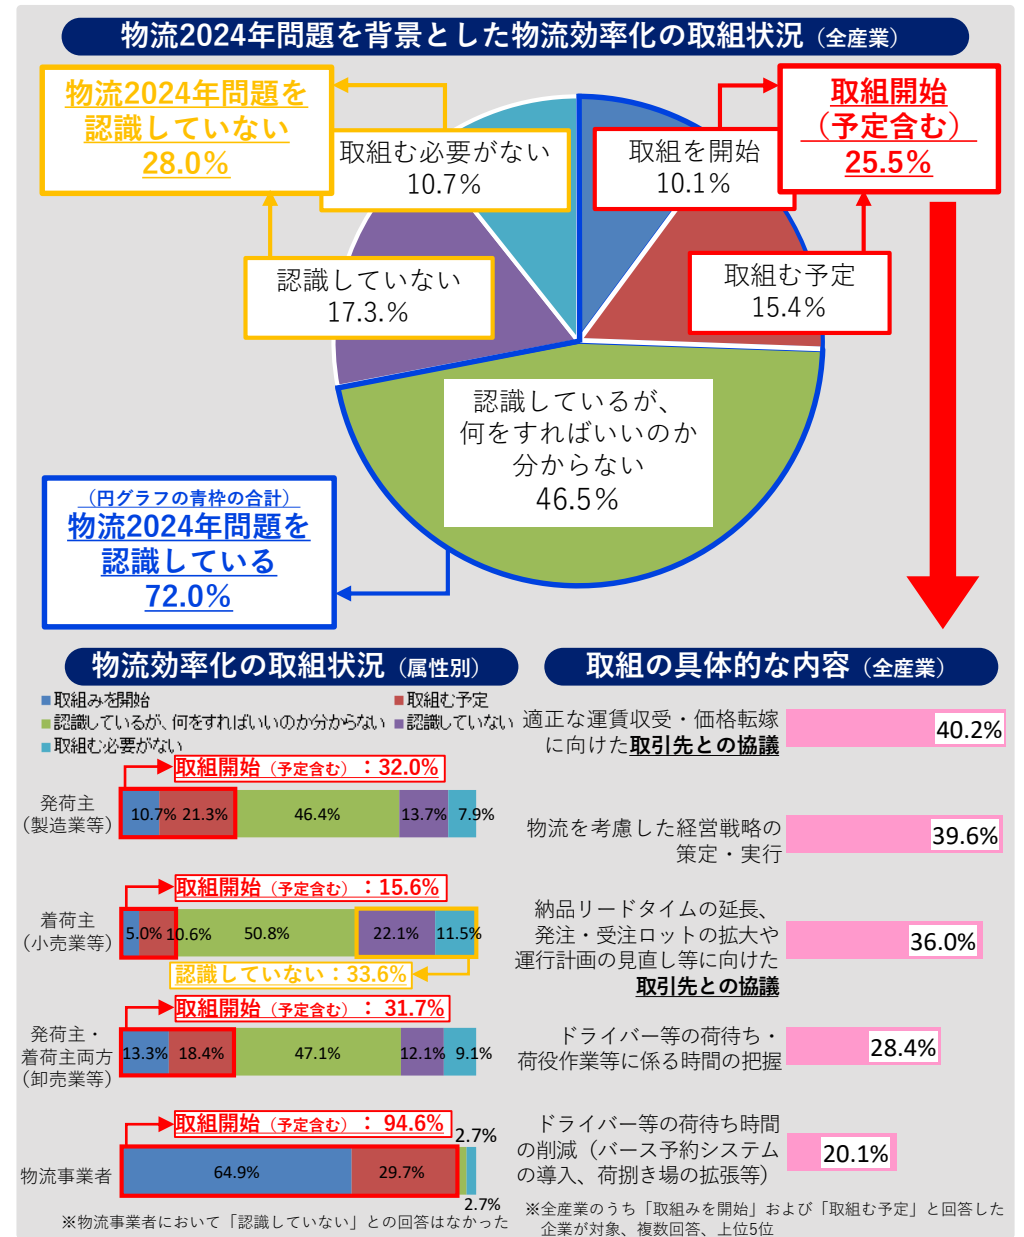 物流2024年問題を背景とした物流効率化の取組状況（全産業）
物流2024年問題を
認識していない
28.0%
取組む必要がない
10.7%
取組を開始
10.1%
取組開始
（予定含む）
25.5%
認識していない
17.3.%
取組む予定
15.4%
認識しているが、
何をすればいいのか
分からない
46.5%
（円グラフの青枠の合計）
物流2024年問題を
認識している
72.0%
物流効率化の取組状況（属性別）
取組みを開始
取組む予定
認識しているが、何をすればいいのか分からない
認識していない
取組む必要がない
取組開始（予定含む）：32.0%
発荷主
（製造業等）
10.7%
21.3%
46.4%
13.7%
7.9%
取組開始（予定含む）：15.6%
着荷主
（小売業等）
5.0%
10.6%
50.8%
22.1%
11.5%
認識していない：33.6%
取組開始（予定含む）：31.7%
発荷主・
着荷主両方
（卸売業等）
13.3%
18.4%
47.1%
12.1%
9.1%
取組開始（予定含む）：94.6%
物流事業者
64.9%
29.7%
2.7%
2.7%
※物流事業者において「認識していない」との回答はなかった
取組の具体的な内容（全産業）
適正な運賃収受・価格転嫁
に向けた取引先との協議
40.2%
物流を考慮した経営戦略の
策定・実行
39.6%
納品リードタイムの延長、
発注・受注ロットの拡大や
運行計画の見直し等に向けた
取引先との協議
36.0%
ドライバー等の荷待ち・
荷役作業等に係る時間の把握
28.4%
ドライバー等の荷待ち時間
の削減（バース予約システム
の導入、荷捌き場の拡張等）
20.1%
※全産業のうち「取組みを開始」および「取組む予定」と回答した
企業が対象、複数回答、上位5位